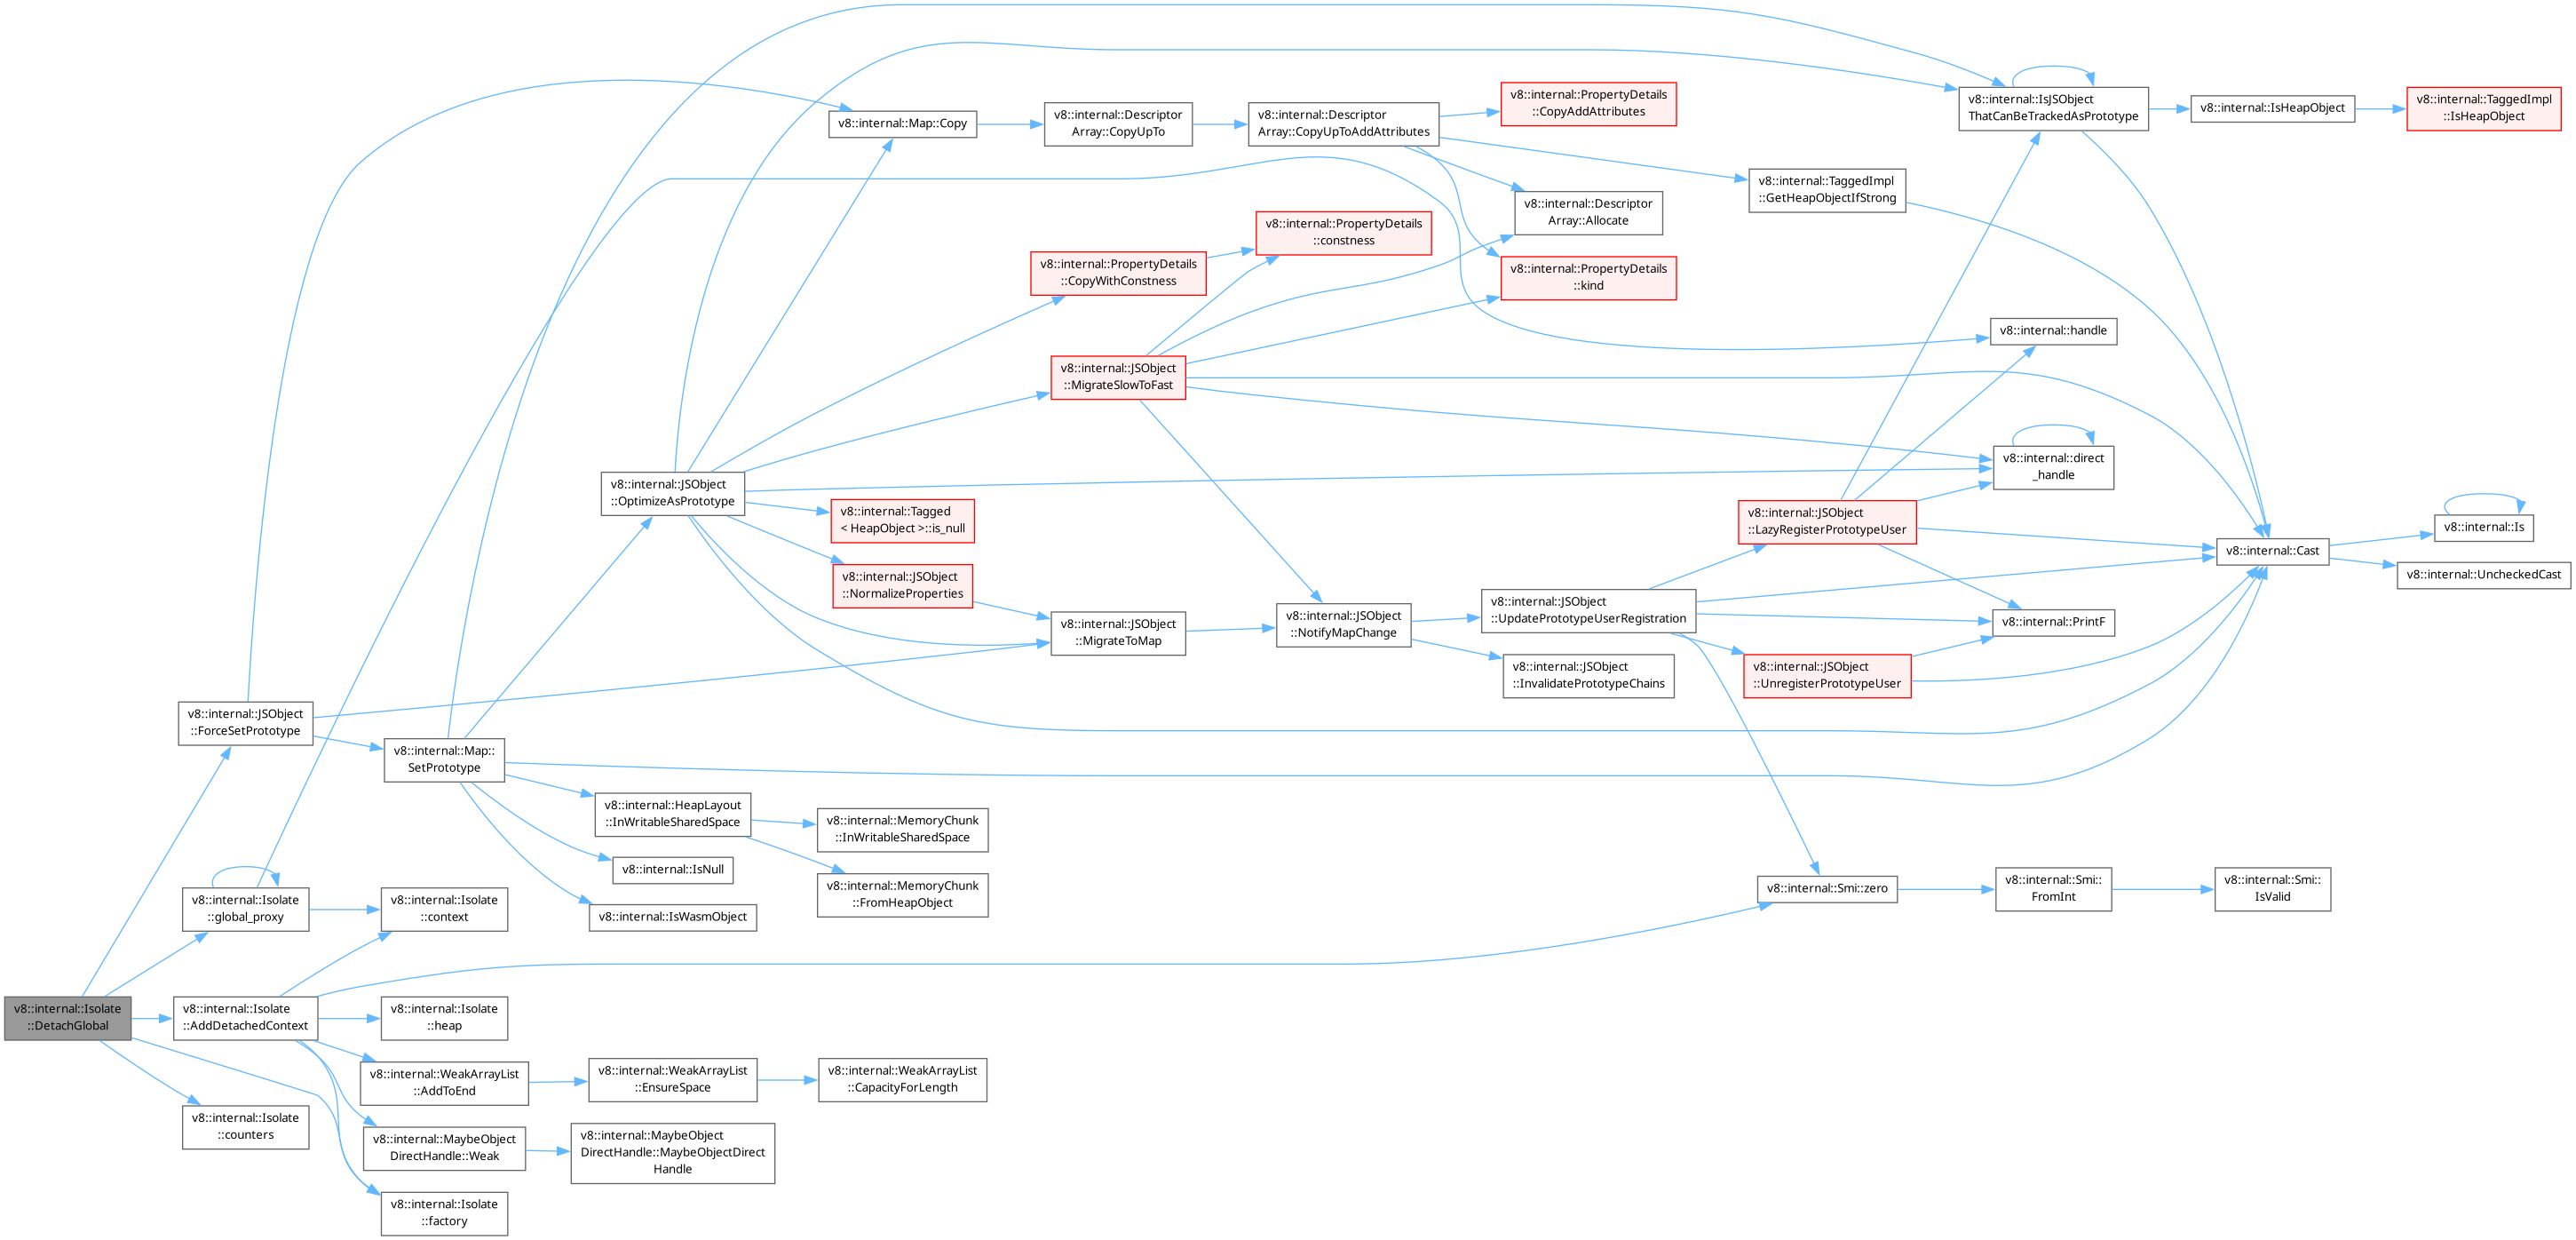 v8::internal::Isolate
::DetachGlobal
v8::internal::JSObject
::ForceSetPrototype
v8::internal::Isolate
::global_proxy
v8::internal::Isolate
::AddDetachedContext
v8::internal::Isolate
::counters
v8::internal::Map::
SetPrototype
v8::internal::Isolate
::context
v8::internal::Isolate
::heap
v8::internal::WeakArrayList
::AddToEnd
v8::internal::MaybeObject
DirectHandle::Weak
v8::internal::Isolate
::factory
v8::internal::JSObject
::OptimizeAsPrototype
v8::internal::HeapLayout
::InWritableSharedSpace
v8::internal::IsNull
v8::internal::IsWasmObject
v8::internal::WeakArrayList
::EnsureSpace
v8::internal::MaybeObject
DirectHandle::MaybeObjectDirect
Handle
v8::internal::Map::Copy
v8::internal::Tagged
< HeapObject >::is_null
v8::internal::JSObject
::NormalizeProperties
v8::internal::MemoryChunk
::InWritableSharedSpace
v8::internal::MemoryChunk
::FromHeapObject
v8::internal::WeakArrayList
::CapacityForLength
v8::internal::Descriptor
Array::CopyUpTo
v8::internal::PropertyDetails
::CopyWithConstness
v8::internal::JSObject
::MigrateSlowToFast
v8::internal::JSObject
::MigrateToMap
v8::internal::Descriptor
Array::CopyUpToAddAttributes
v8::internal::PropertyDetails
::constness
v8::internal::JSObject
::NotifyMapChange
v8::internal::PropertyDetails
::CopyAddAttributes
v8::internal::Descriptor
Array::Allocate
v8::internal::PropertyDetails
::kind
v8::internal::JSObject
::UpdatePrototypeUserRegistration
v8::internal::JSObject
::InvalidatePrototypeChains
v8::internal::TaggedImpl
::GetHeapObjectIfStrong
v8::internal::JSObject
::LazyRegisterPrototypeUser
v8::internal::JSObject
::UnregisterPrototypeUser
v8::internal::Smi::zero
v8::internal::IsJSObject
ThatCanBeTrackedAsPrototype
v8::internal::handle
v8::internal::direct
_handle
v8::internal::PrintF
v8::internal::Smi::
FromInt
v8::internal::IsHeapObject
v8::internal::Cast
v8::internal::Smi::
IsValid
v8::internal::TaggedImpl
::IsHeapObject
v8::internal::Is
v8::internal::UncheckedCast